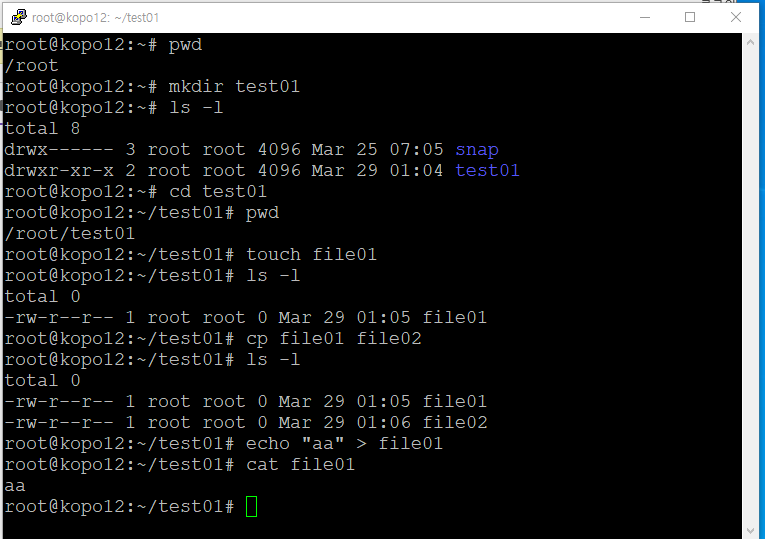 root@kopo12: ~/test01
root@kopo12:~# pwd
/root
root@kopo12:~# mkdir test01
root@kopo12:~# ls -l
total 8
drwx------ 3 root root 4096 Mar 25 07:05 snap
drwxr-xr-x 2 root root 4096 Mar 29 01:04 test01
root@kopo12:~# cd test01
root@kopo12:~/test01# pwd
/root/test01
root@kopo12:~/test01# touch file01
root@kopo12:~/test01# ls -l
total 0
-rw-r--r-- 1 root root 0 Mar 29 01:05 file01
root@kopo12:~/test01# cp file01 file02
root@kopo12:~/test01# ls -l
total 0
-rw-r--r-- 1 root root 0 Mar 29 01:05 file01
-rw-r--r-- 1 root root 0 Mar 29 01:06 file02
root@kopo12:~/test01# echo "aa" > file01
root@kopo12:~/test01# cat file01
aa
root@kopo12:~/test01#